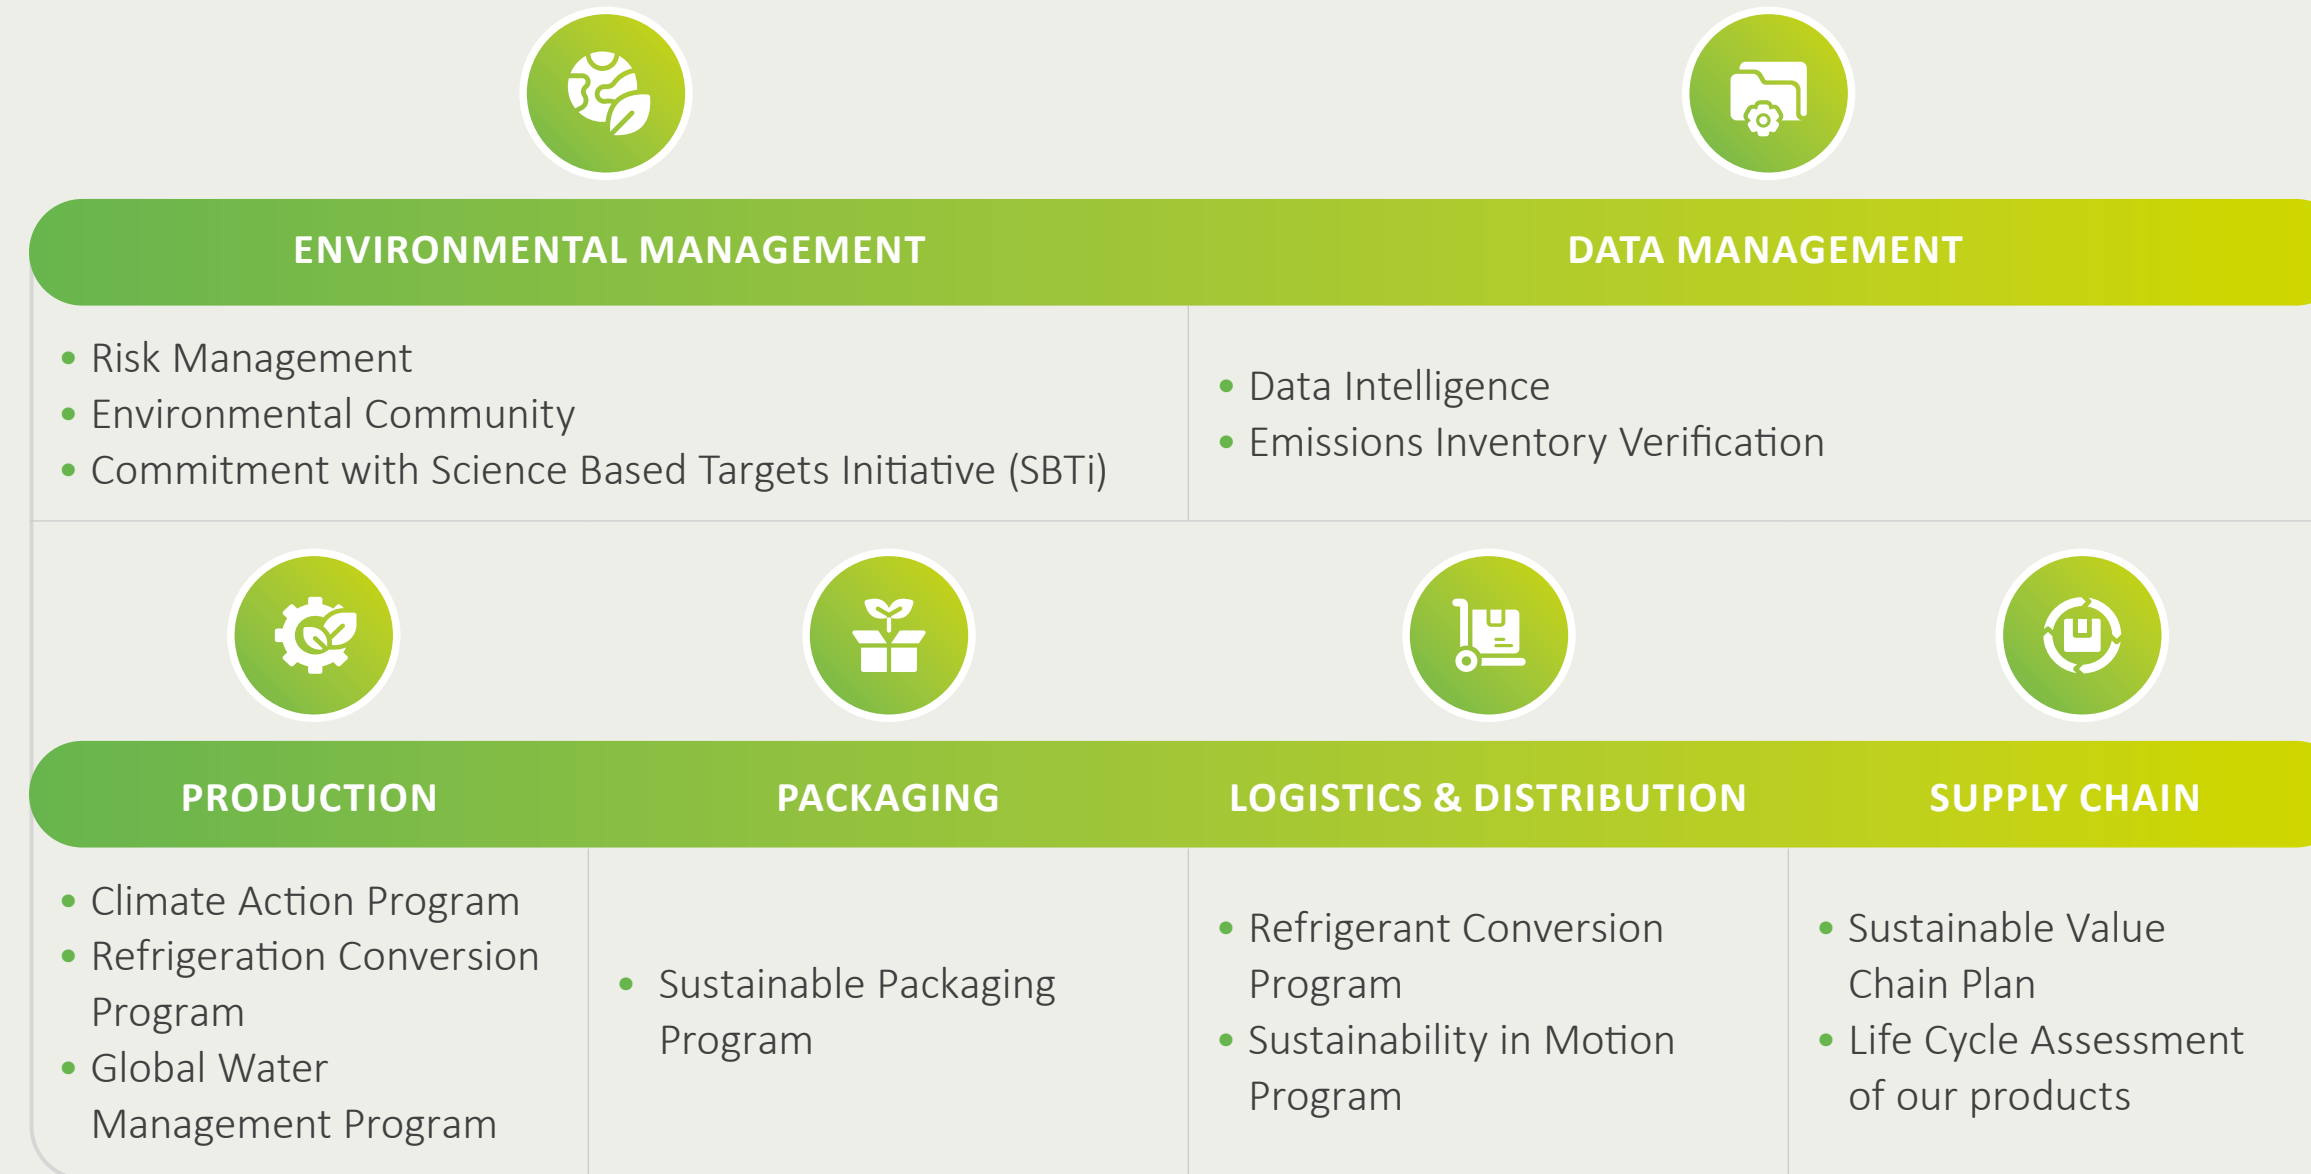 ENVIRONMENTAL MANAGEMENT
DATA MANAGEMENT
• Risk Management
• Environmental Community
• Commitment with Science Based Targets Initiative (SBTi)
• Data Intelligence
• Emissions Inventory Verification
PRODUCTION
PACKAGING
LOGISTICS & DISTRIBUTION
SUPPLY CHAIN
• Climate Action Program
• Refrigeration Conversion
Program
• Global Water
Management Program
• Sustainable Packaging
Program
• Refrigerant Conversion
Program
• Sustainability in Motion
Program
• Sustainable Value
Chain Plan
• Life Cycle Assessment
of our products